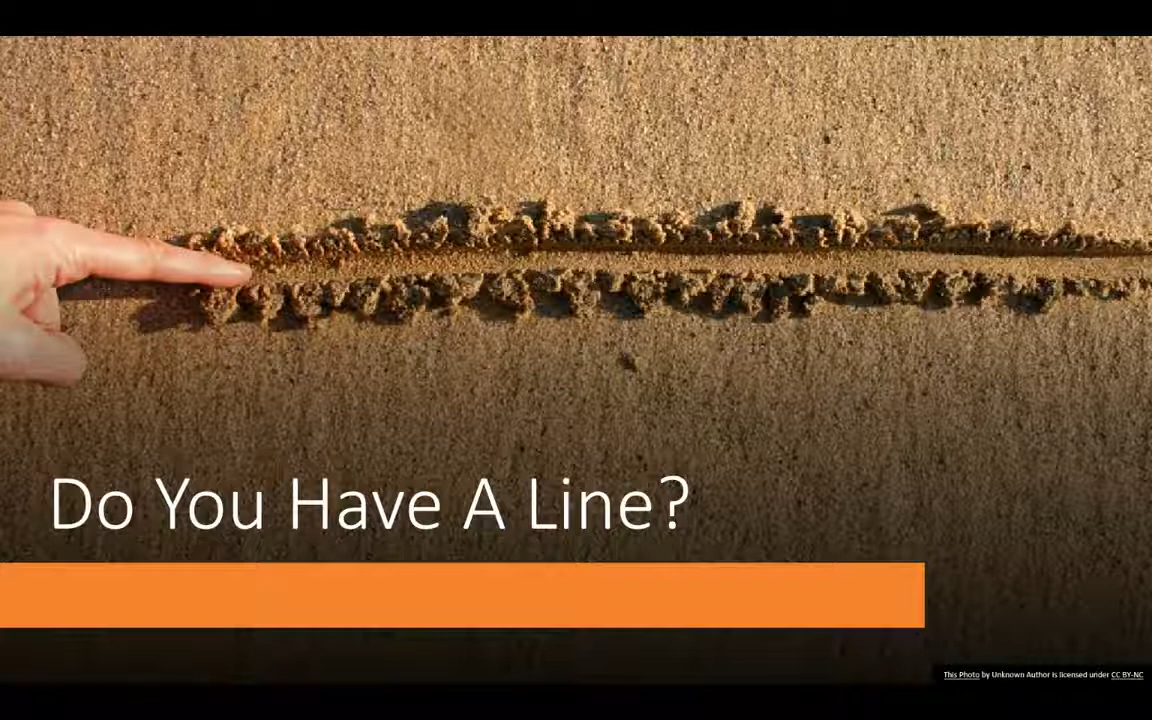 Do You Have A Line?
This Photo by Unknown Author is licensed under CC BY-NC